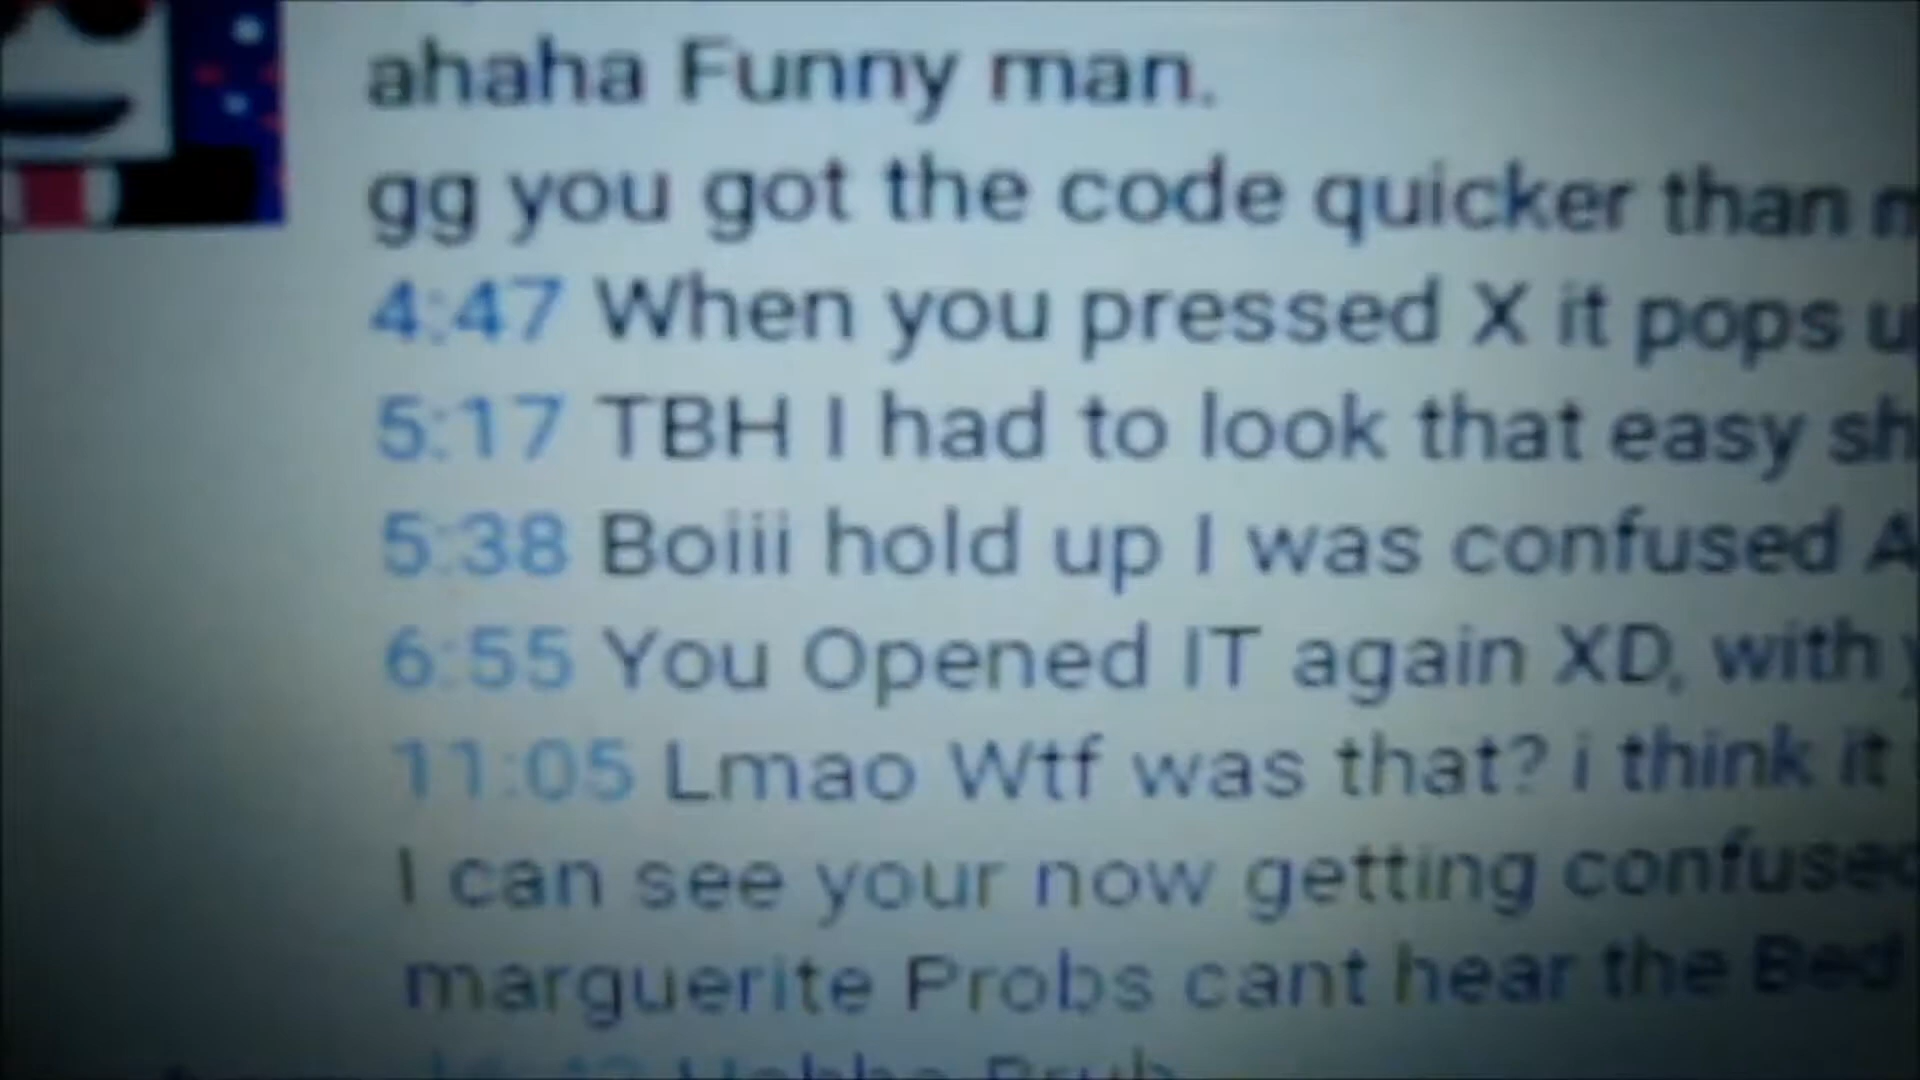 ahaha Funny man.
gg you got the code quicker than
4:47 When you pressed X it pops
5:17 TBH I had to look that easy
5:38 Boiii hold up I was confused
6:55 You Opened IT again XD, with
11:05 Lmao Wtf was that? i think it
I can see your now getting confused
marguerite Probs cant hear the Bed